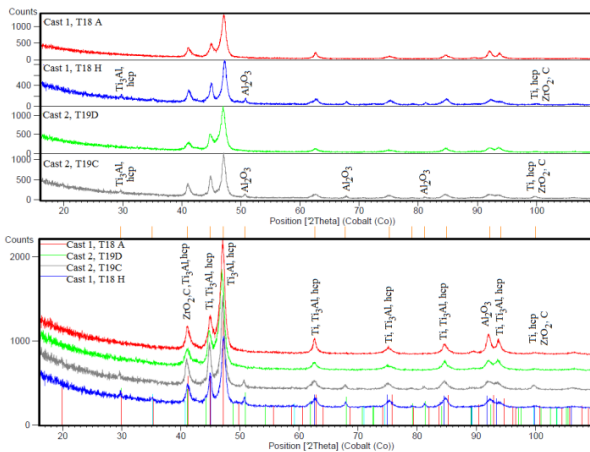 Counts
Cast 1, T18 A
1000
500
0
Cast 1, T18 H
800
400
0
Ti3Al, hcp
Al2O3
Ti, hcp
ZrO2, C
Cast 2, T19D
1000
500
0
Cast 2, T19C
1000
500
0
Ti3Al, hcp
Al2O3
Al2O3
Al2O3
Ti, hcp
ZrO2, C
20 30 40 50 60 70 80 90 100
Position [°2Theta] (Cobalt (Co))
Counts
Cast 1, T18 A
Cast 2, T19D
Cast 2, T19C
Cast 1, T18 H
2000
1000
0
ZrO2,C,Ti3Al,hcp
Ti, Ti3Al, hcp
Ti3Al, hcp
Ti, Ti3Al, hcp
Ti, Ti3Al, hcp
Ti, Ti3Al, hcp
Al2O3
Ti, Ti3Al, hcp
Ti, hcp
ZrO2, C
20 30 40 50 60 70 80 90 100
Position [°2Theta] (Cobalt (Co))